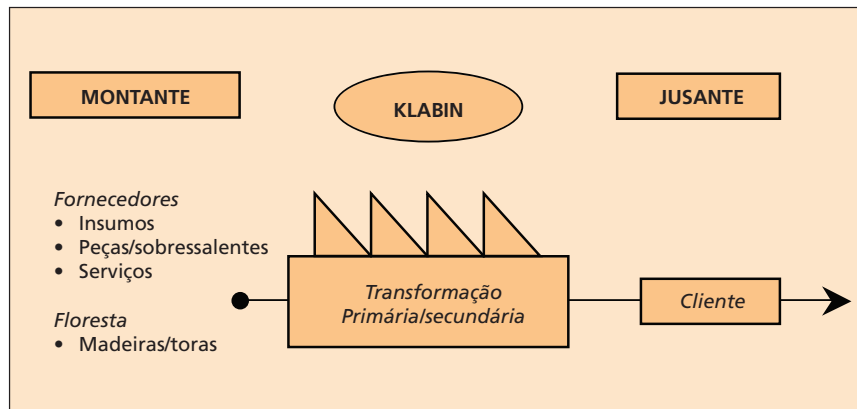 MONTANTE
KLABIN
JUSANTE
Fornecedores
• Insumos
• Peças/sobressalentes
• Serviços
Floresta
• Madeiras/toras
Transformação
Primária/secundária
Cliente